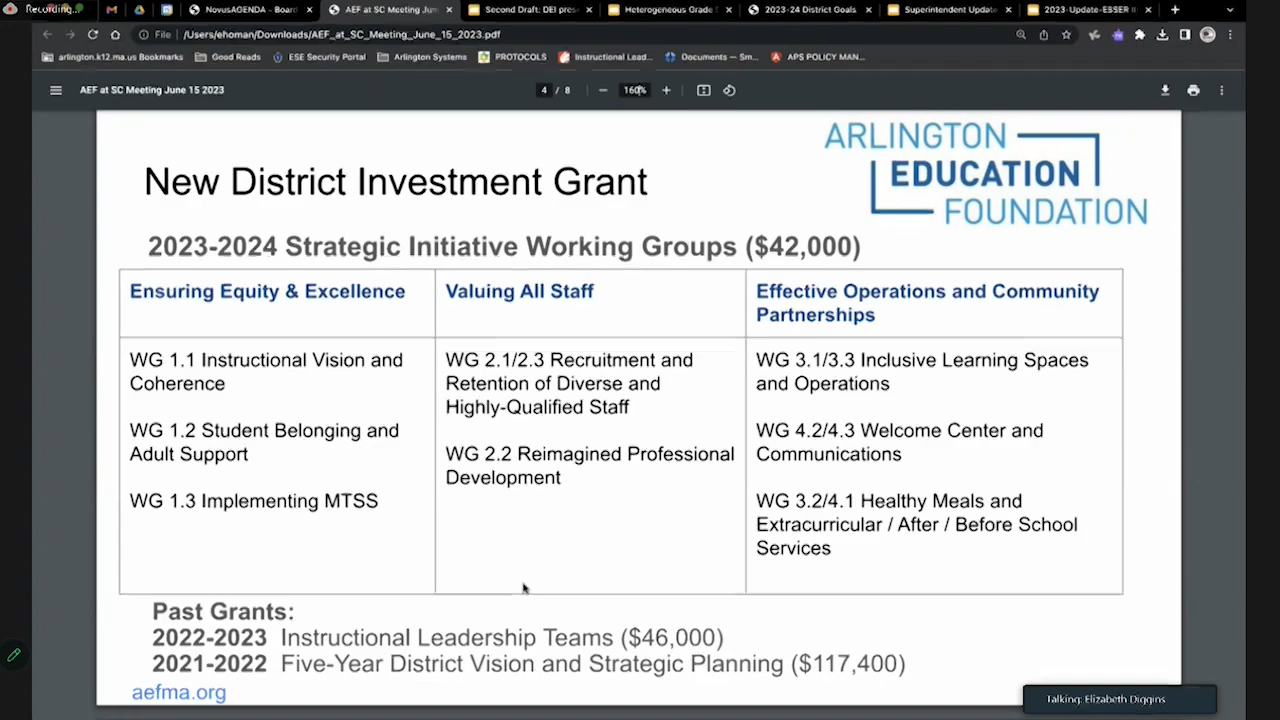 Recording...
NovusAGENDA - Board
AEF at SC Meeting Jun
Second Draft: DEI pres
Heterogeneous Grade
2023-24 District Goals
Superintendent Update
2023-Update-ESSER
File
/Users/ehoman/Downloads/AEF_at_SC_Meeting_June_15_2023.pdf
arlington.k12.ma.us Bookmarks
Good Reads
ESE Security Portal
Arlington Systems
PROTOCOLS
Instructional Lead...
Documents — Sm...
APS POLICY MAN...
AEF at SC Meeting June 15 2023
4 / 8
160%
ARLINGTON
EDUCATION
FOUNDATION
New District Investment Grant
2023-2024 Strategic Initiative Working Groups ($42,000)
Ensuring Equity & Excellence
WG 1.1 Instructional Vision and
Coherence
WG 1.2 Student Belonging and
Adult Support
WG 1.3 Implementing MTSS
Valuing All Staff
WG 2.1/2.3 Recruitment and
Retention of Diverse and
Highly-Qualified Staff
WG 2.2 Reimagined Professional
Development
Effective Operations and Community
Partnerships
WG 3.1/3.3 Inclusive Learning Spaces
and Operations
WG 4.2/4.3 Welcome Center and
Communications
WG 3.2/4.1 Healthy Meals and
Extracurricular / After / Before School
Services
Past Grants:
2022-2023 Instructional Leadership Teams ($46,000)
2021-2022 Five-Year District Vision and Strategic Planning ($117,400)
aefma.org
Talking: Elizabeth Diggins